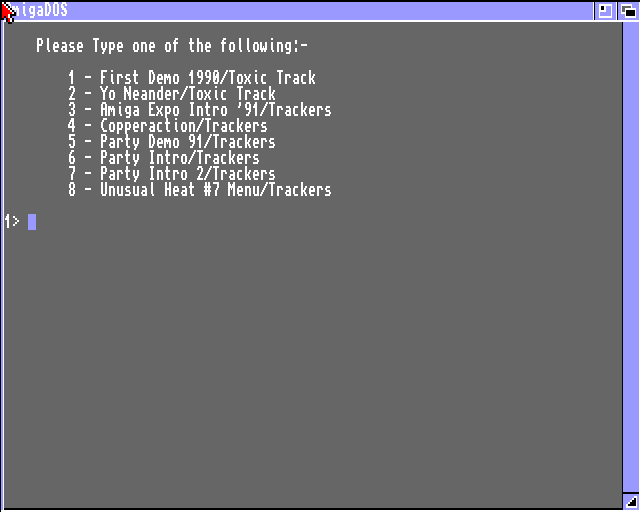 AmigaDOS
Please Type one of the following:-
1 - First Demo 1990/Toxic Track
2 - Yo Neander/Toxic Track
3 - Amiga Expo Intro '91/Trackers
4 - Copperaction/Trackers
5 - Party Demo 91/Trackers
6 - Party Intro/Trackers
7 - Party Intro 2/Trackers
8 - Unusual Heat #7 Menu/Trackers
1>